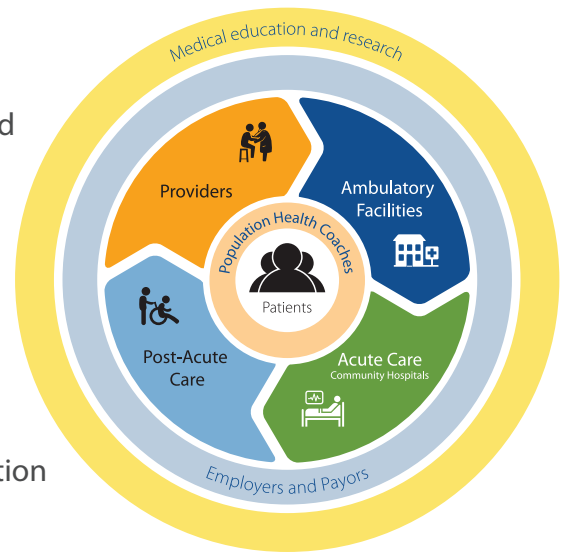 Medical education and research
d
Providers
Ambulatory
Facilities
Population Health Coaches
Patients
Post-Acute
Care
Acute Care
Community Hospitals
tion
Employers and Payors